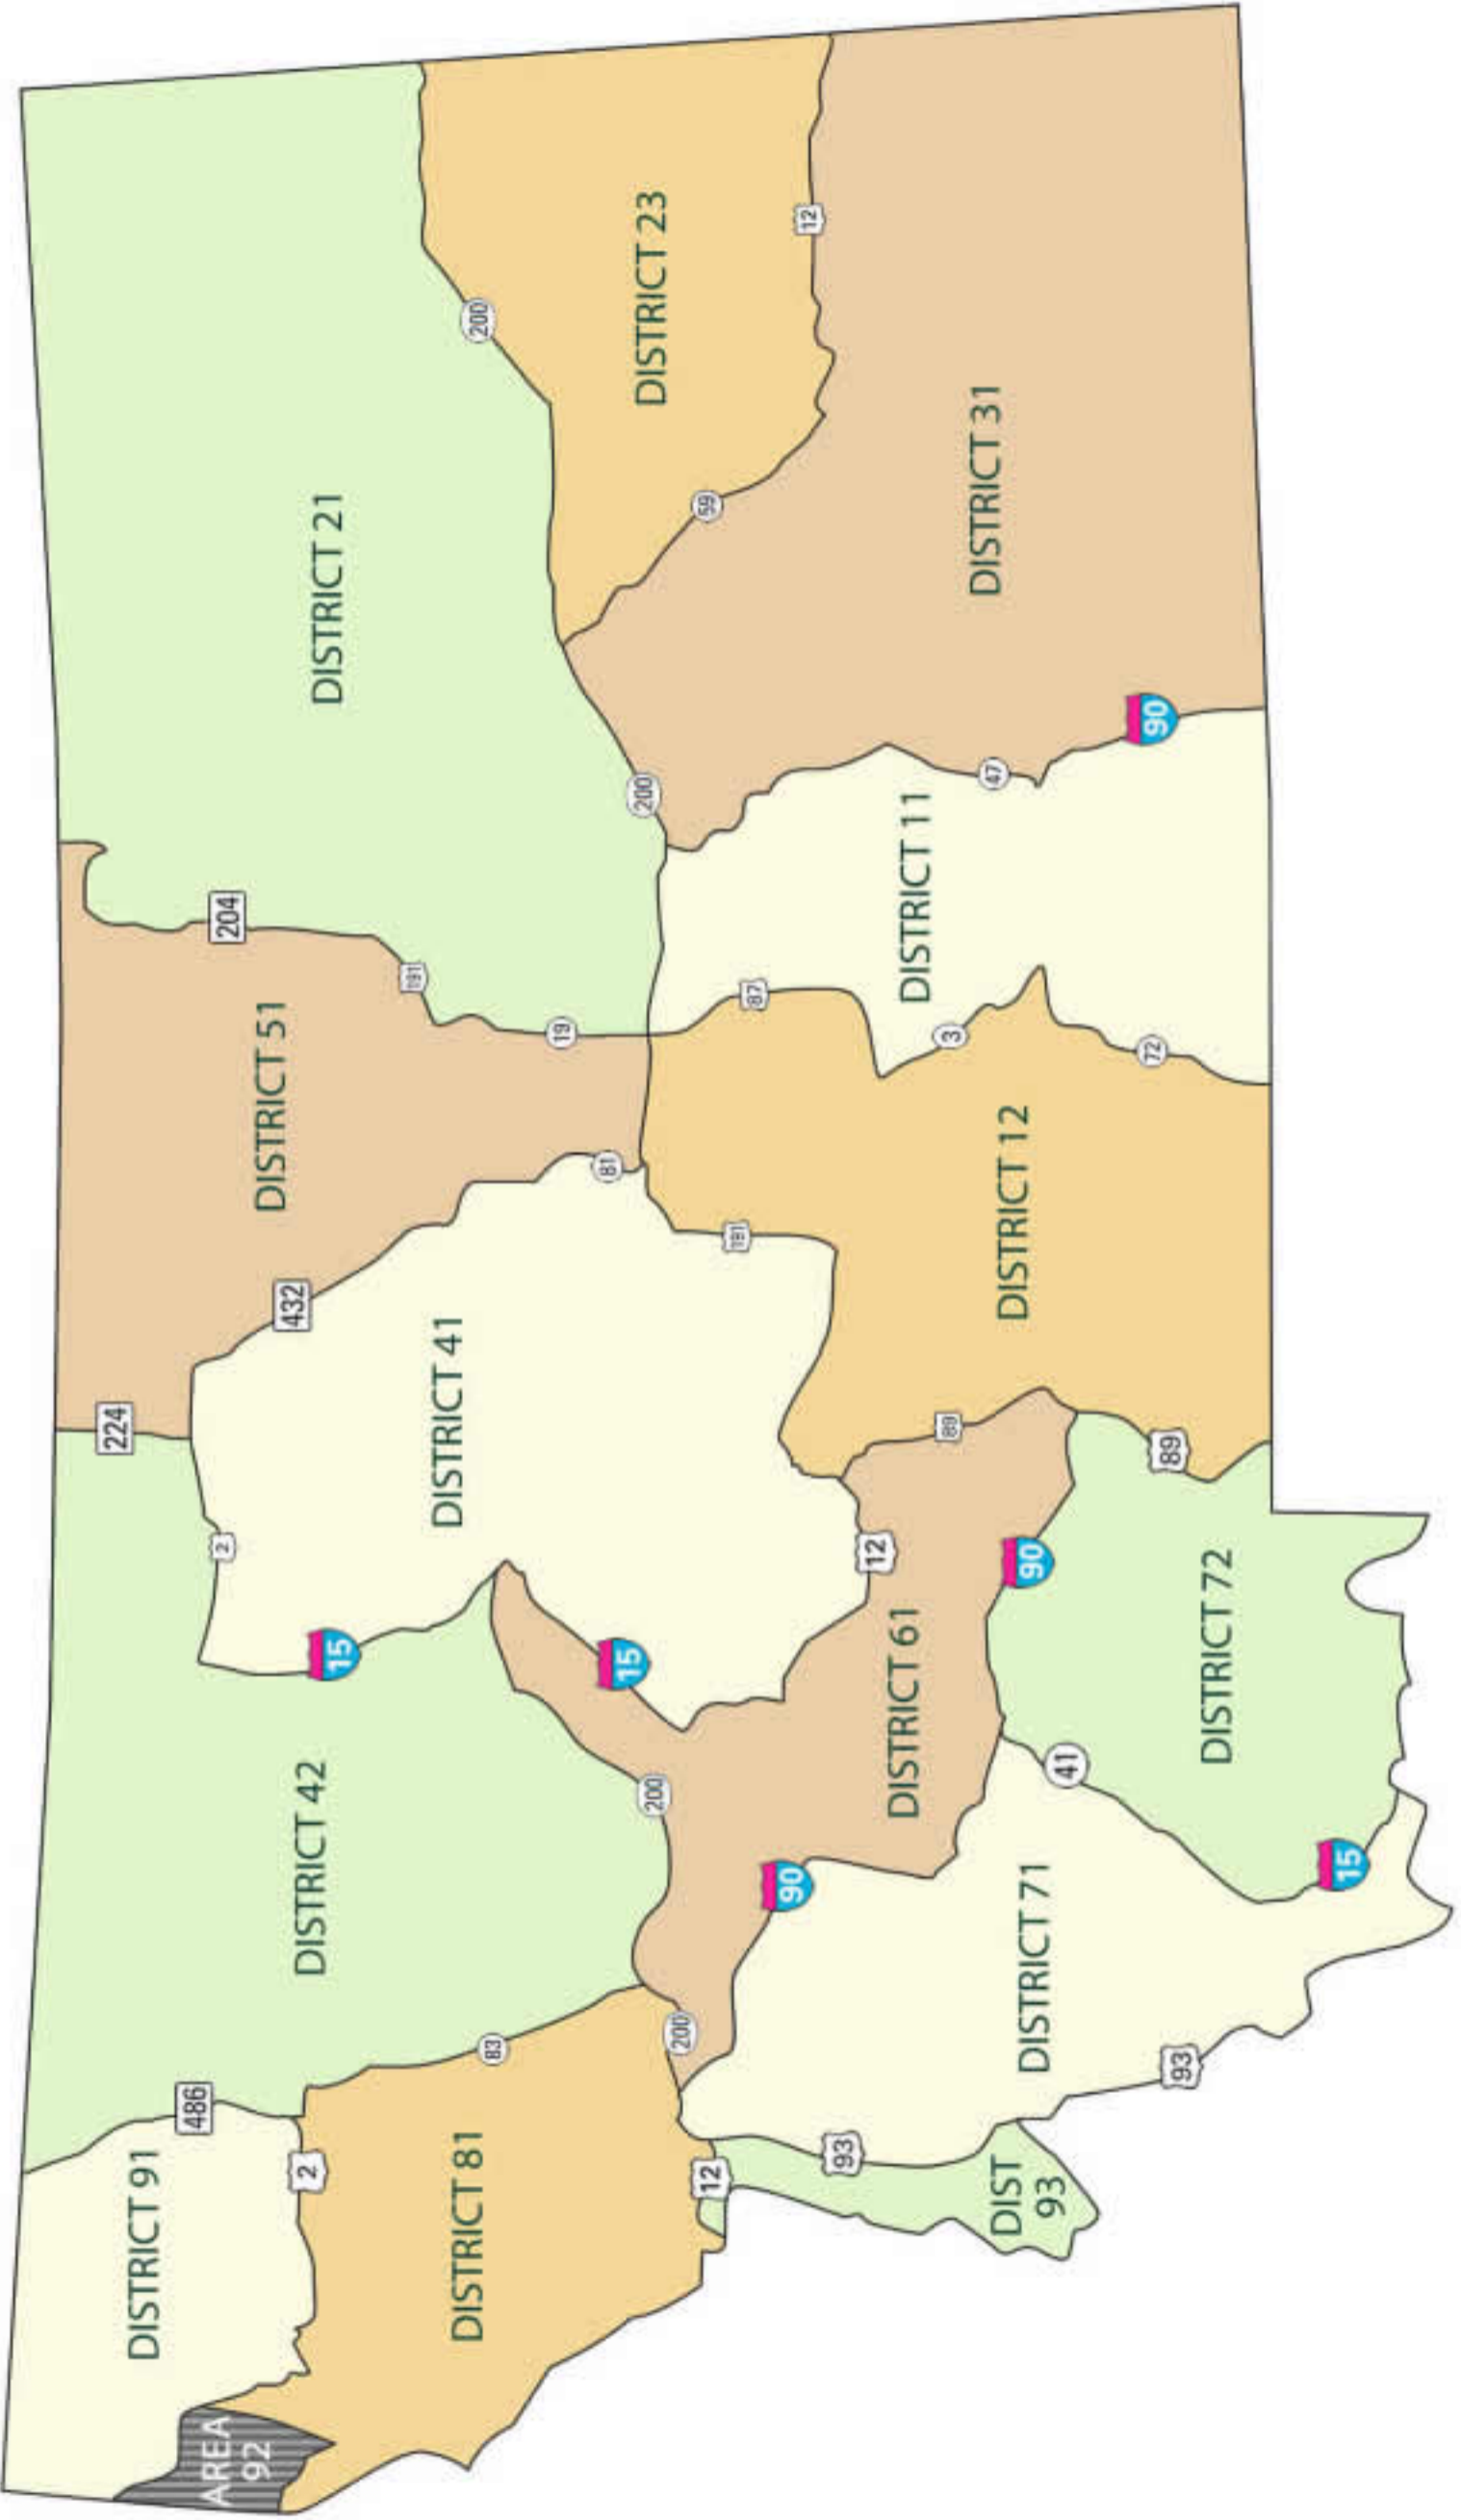 DISTRICT 91
AREA
92
486
2
DISTRICT 81
83
DISTRICT 42
224
2
15
432
DISTRICT 51
204
191
19
81
DISTRICT 21
200
200
DISTRICT 41
15
200
200
12
DIST
93
93
93
DISTRICT 71
90
DISTRICT 61
12
89
90
41
15
DISTRICT 72
89
DISTRICT 12
191
87
3
72
DISTRICT 11
47
90
DISTRICT 31
59
12
DISTRICT 23